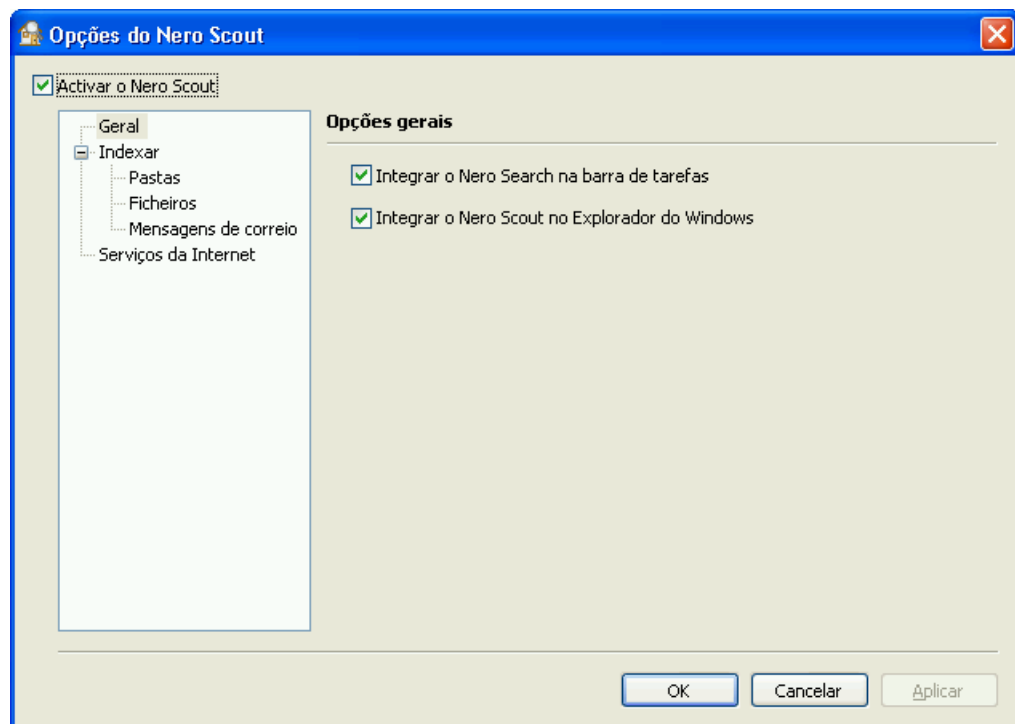 Opções do Nero Scout
Activar o Nero Scout
Geral
Indexar
Pastas
Ficheiros
Mensagens de correio
Serviços da Internet
Opções gerais
Integrar o Nero Search na barra de tarefas
Integrar o Nero Scout no Explorador do Windows
OK
Cancelar
Aplicar